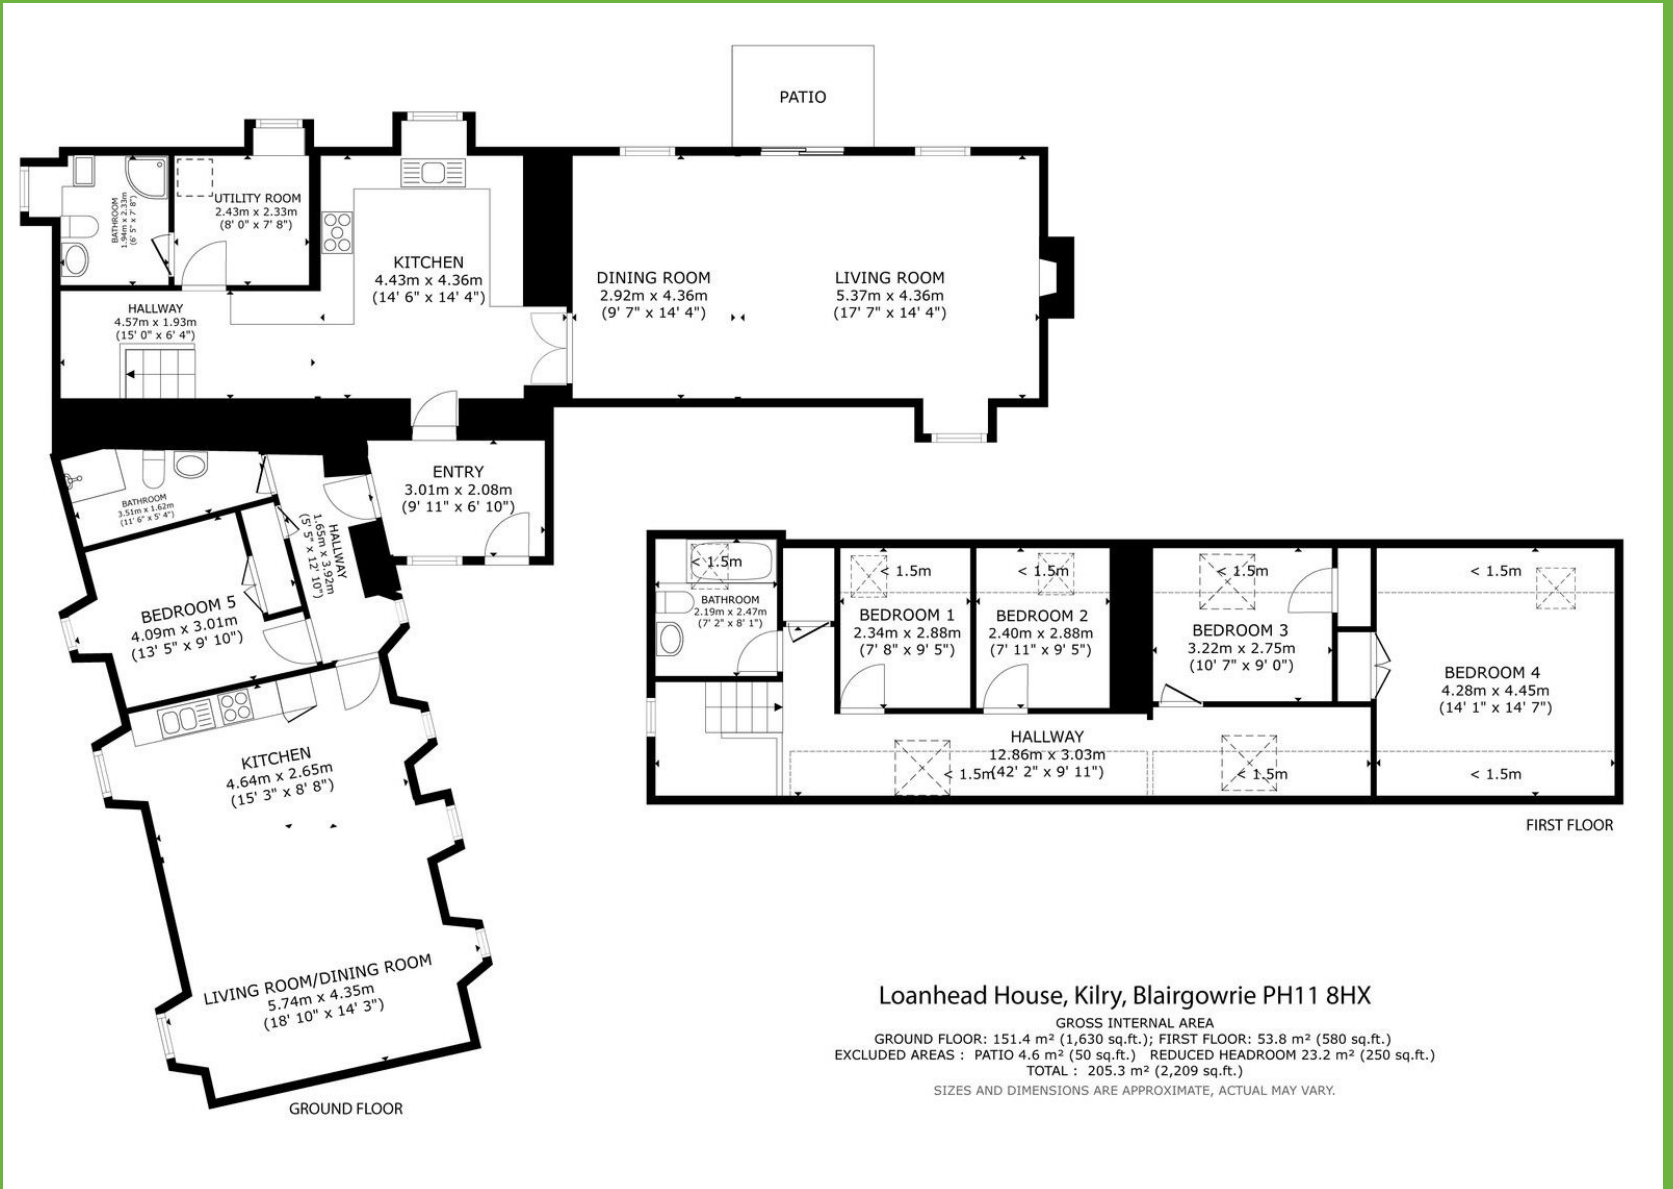 PATIO
UTILITY ROOM
2.43m x 2.33m
(8' 0" x 7' 8")
BATHROOM
1.94m x 2.33m
(6' 5" x 7' 8")
KITCHEN
4.43m x 4.36m
(14' 6" x 14' 4")
DINING ROOM
2.92m x 4.36m
(9' 7" x 14' 4")
LIVING ROOM
5.37m x 4.36m
(17' 7" x 14' 4")
HALLWAY
4.57m x 1.93m
(15' 0" x 6' 4")
ENTRY
3.01m x 2.08m
(9' 11" x 6' 10")
BATHROOM
3.51m x 1.62m
(11' 6" x 5' 4")
HALLWAY
1.65m x 3.92m
(5' 5" x 12' 10")
BEDROOM 5
4.09m x 3.01m
(13' 5" x 9' 10")
KITCHEN
4.64m x 2.65m
(15' 3" x 8' 8")
LIVING ROOM/DINING ROOM
5.74m x 4.35m
(18' 10" x 14' 3")
GROUND FLOOR
< 1.5m
BATHROOM
2.19m x 2.47m
(7' 2" x 8' 1")
< 1.5m
BEDROOM 1
2.34m x 2.88m
(7' 8" x 9' 5")
< 1.5m
BEDROOM 2
2.40m x 2.88m
(7' 11" x 9' 5")
< 1.5m
BEDROOM 3
3.22m x 2.75m
(10' 7" x 9' 0")
< 1.5m
BEDROOM 4
4.28m x 4.45m
(14' 1" x 14' 7")
< 1.5m
HALLWAY
12.86m x 3.03m
(42' 2" x 9' 11")
< 1.5m
< 1.5m
FIRST FLOOR
Loanhead House, Kilry, Blairgowrie PH11 8HX
GROSS INTERNAL AREA
GROUND FLOOR: 151.4 m² (1,630 sq.ft.); FIRST FLOOR: 53.8 m² (580 sq.ft.)
EXCLUDED AREAS : PATIO 4.6 m² (50 sq.ft.) REDUCED HEADROOM 23.2 m² (250 sq.ft.)
TOTAL : 205.3 m² (2,209 sq.ft.)
SIZES AND DIMENSIONS ARE APPROXIMATE, ACTUAL MAY VARY.